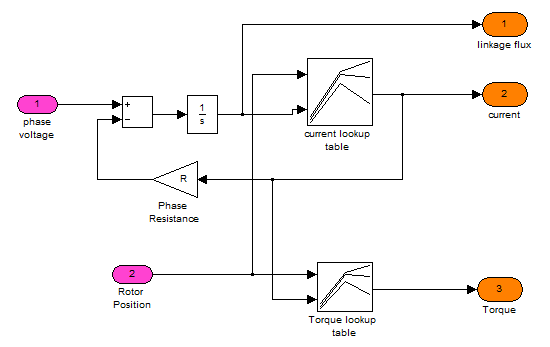 1
linkage flux
1
phase
voltage
+
−
1
s
current lookup
table
2
current
R
Phase
Resistance
2
Rotor
Position
Torque lookup
table
3
Torque